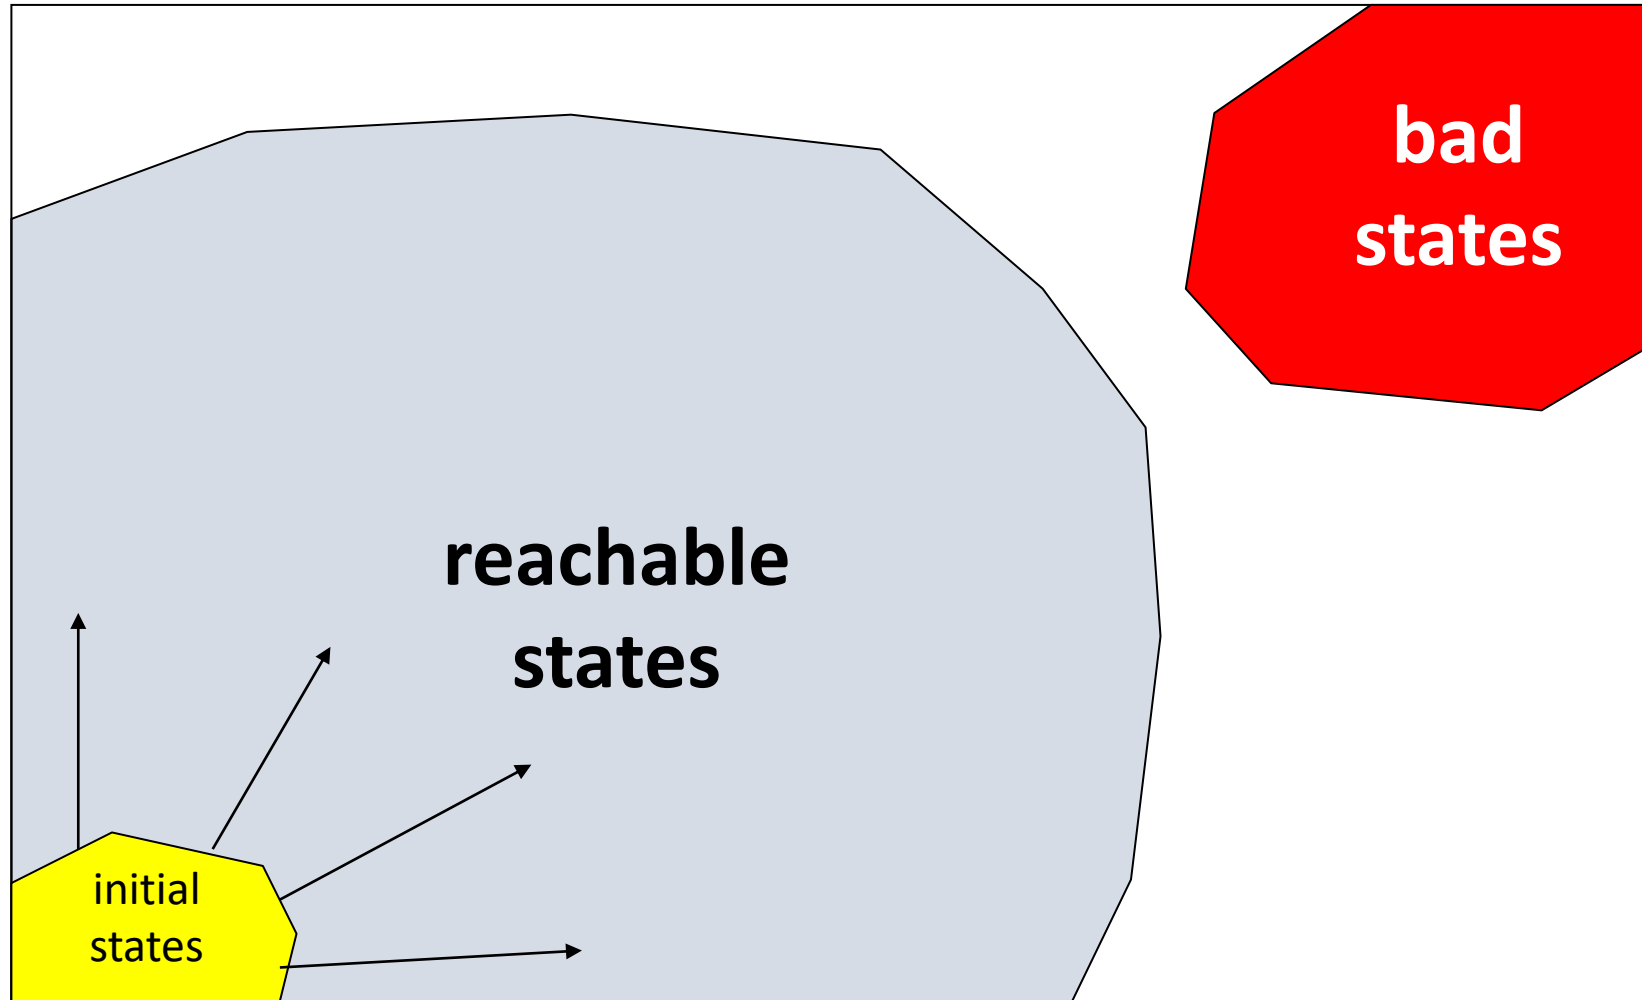 bad
states
reachable
states
initial
states